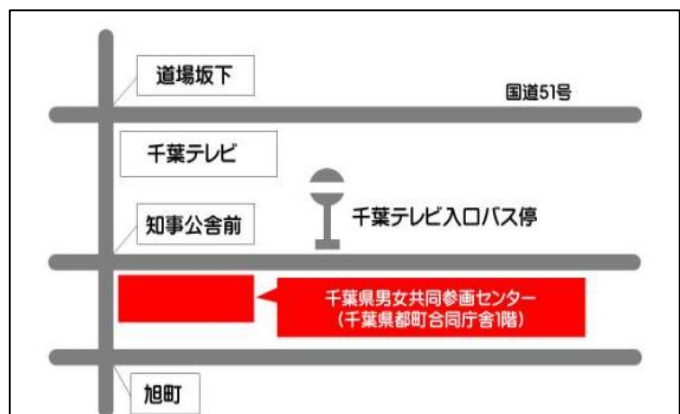 道場坂下
国道51号
千葉テレビ
知事公舎前
千葉テレビ入口バス停
千葉県男女共同参画センター
(千葉県都町合同庁舎1階)
旭町